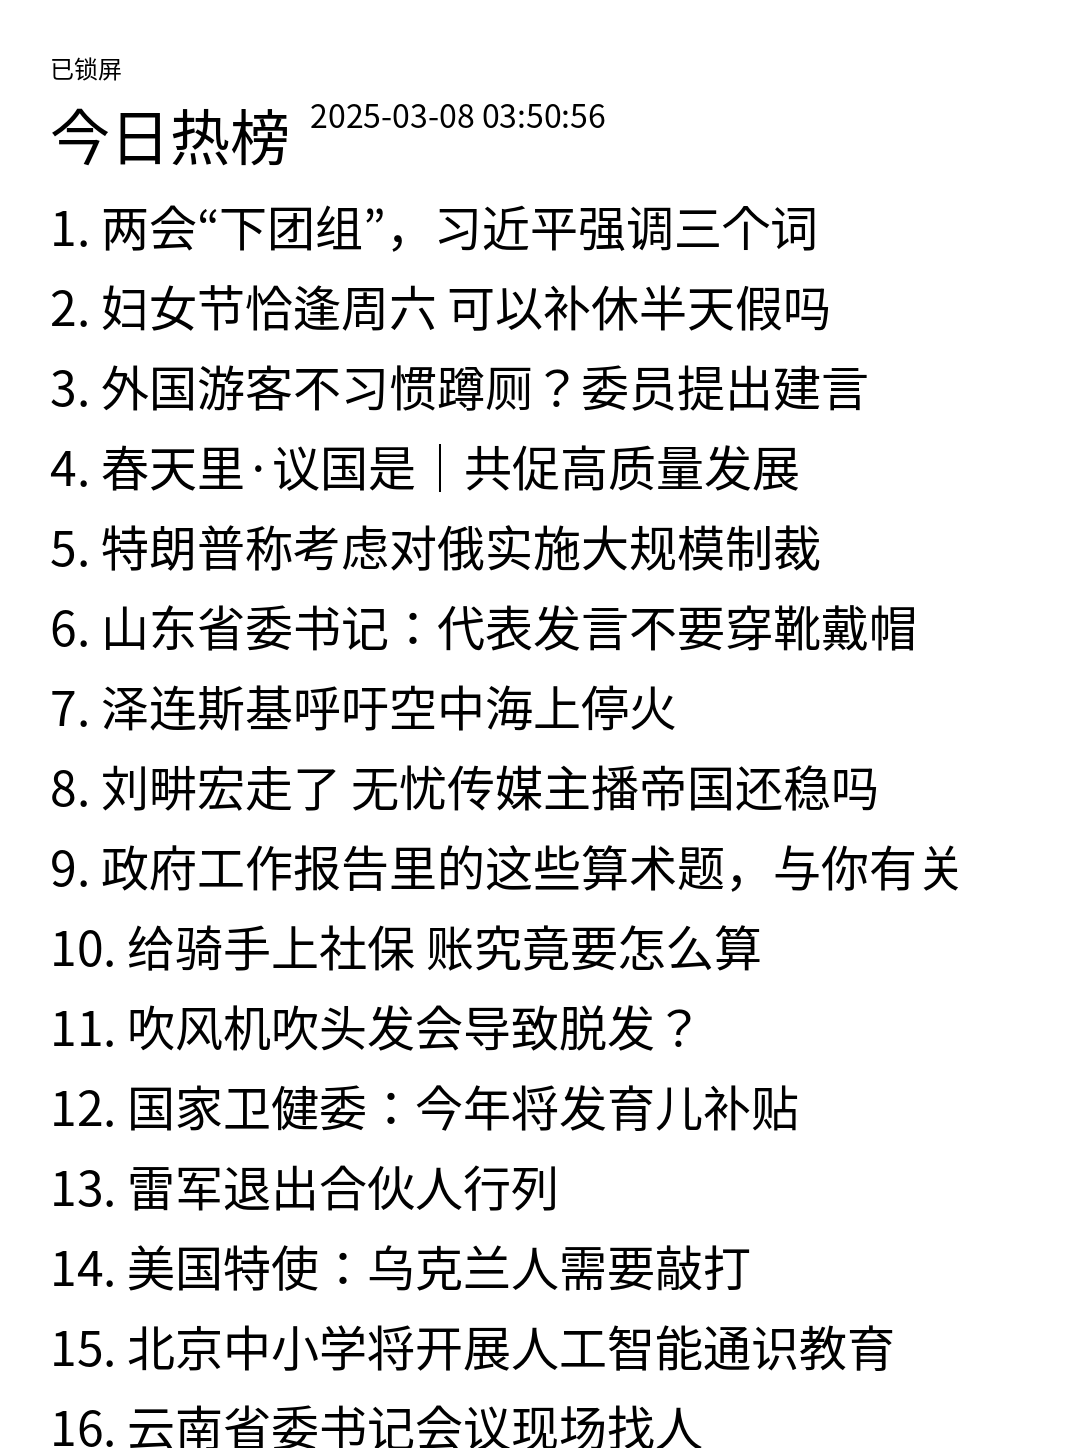 已锁屏
今日热榜 2025-03-08 03:50:56
1. 两会“下团组”，习近平强调三个词
2. 妇女节恰逢周六 可以补休半天假吗
3. 外国游客不习惯蹲厕？委员提出建言
4. 春天里·议国是｜共促高质量发展
5. 特朗普称考虑对俄实施大规模制裁
6. 山东省委书记：代表发言不要穿靴戴帽
7. 泽连斯基呼吁空中海上停火
8. 刘畊宏走了 无忧传媒主播帝国还稳吗
9. 政府工作报告里的这些算术题，与你有关
10. 给骑手上社保 账究竟要怎么算
11. 吹风机吹头发会导致脱发？
12. 国家卫健委：今年将发育儿补贴
13. 雷军退出合伙人行列
14. 美国特使：乌克兰人需要敲打
15. 北京中小学将开展人工智能通识教育
16. 云南省委书记会议现场找人